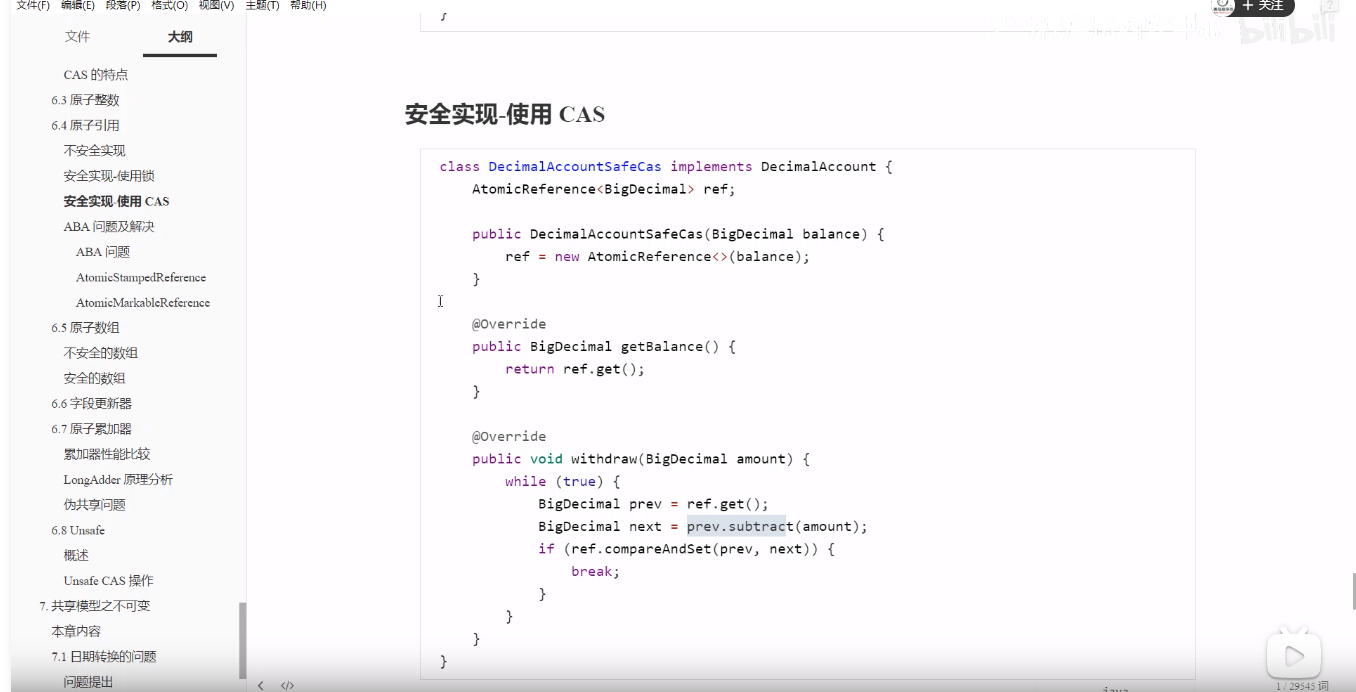 文件(F) 编辑(E) 段落(P) 格式(O) 视图(V) 主题(T) 帮助(H)
+ 关注
?
bilibili
文件 大纲
CAS 的特点
6.3 原子整数
6.4 原子引用
不安全实现
安全实现-使用锁
安全实现-使用 CAS
ABA 问题及解决
ABA 问题
AtomicStampedReference
AtomicMarkableReference
6.5 原子数组
不安全的数组
安全的数组
6.6 字段更新器
6.7 原子累加器
累加器性能比较
LongAdder 原理分析
伪共享问题
6.8 Unsafe
概述
Unsafe CAS 操作
7. 共享模型之不可变
本章内容
7.1 日期转换的问题
问题提出
}
安全实现-使用 CAS
class DecimalAccountSafeCas implements DecimalAccount {
AtomicReference<BigDecimal> ref;
public DecimalAccountSafeCas(BigDecimal balance) {
ref = new AtomicReference<>(balance);
}
@Override
public BigDecimal getBalance() {
return ref.get();
}
@Override
public void withdraw(BigDecimal amount) {
while (true) {
BigDecimal prev = ref.get();
BigDecimal next = prev.subtract(amount);
if (ref.compareAndSet(prev, next)) {
break;
}
}
}
}
java
< </>
1 / 29545 词